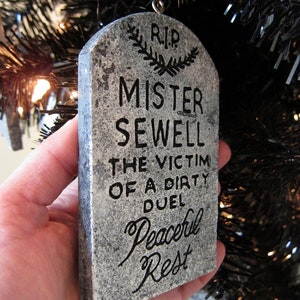 R.I.P.
MISTER
SEWELL
THE VICTIM
OF A DIRTY
DUEL
Peaceful
Rest